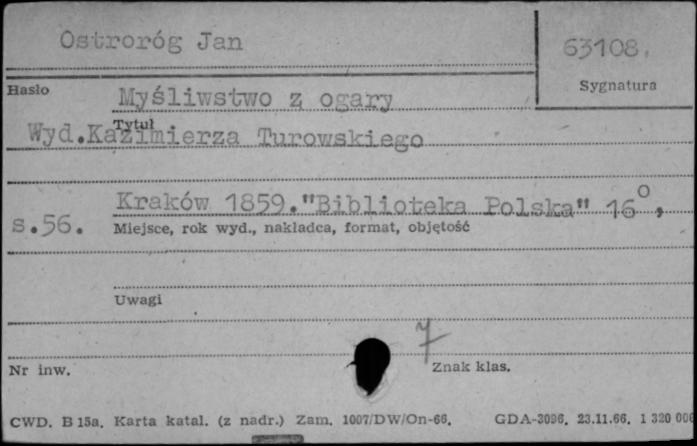 Ostroróg Jan
63108.
Hasło
Sygnatura
Myśliwstwo z ogary
Tytuł
Wyd.Kazimierza Turowskiego
Kraków 1859."Biblioteka Polska" 16°,
s.56.
Miejsce, rok wyd., nakładca, format, objętość
Uwagi
7
Nr inw.
Znak klas.
CWD. B 15a. Karta katal. (z nadr.) Zam. 1007/DW/On-66. GDA-3096. 23.11.66. 1 320 000